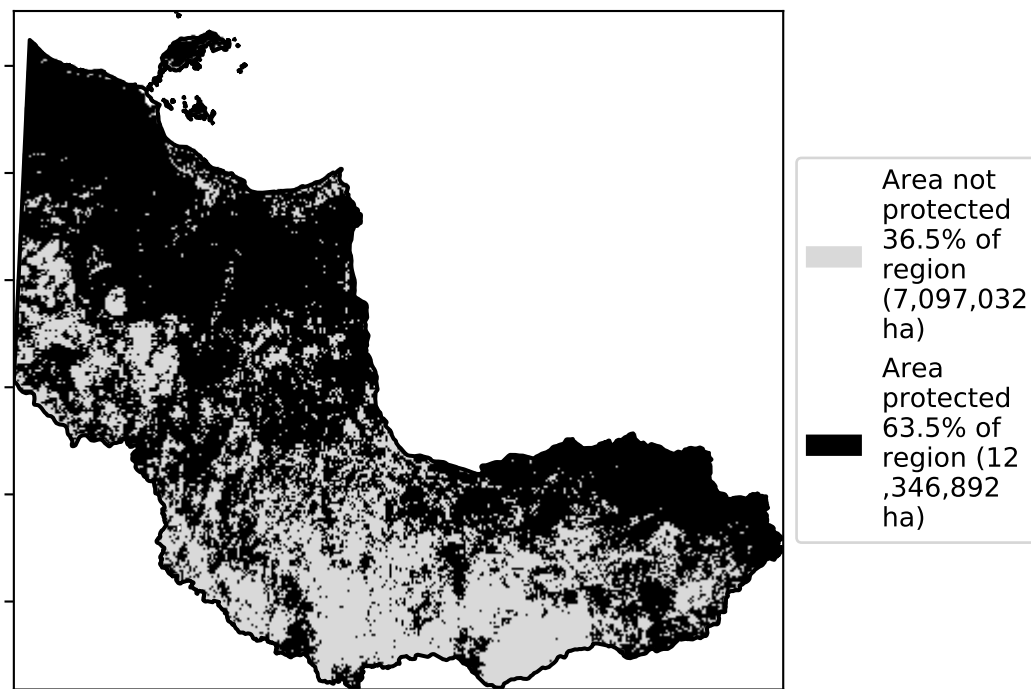 Area not
protected
36.5% of
region
(7,097,032
ha)
Area
protected
63.5% of
region (12
,346,892
ha)